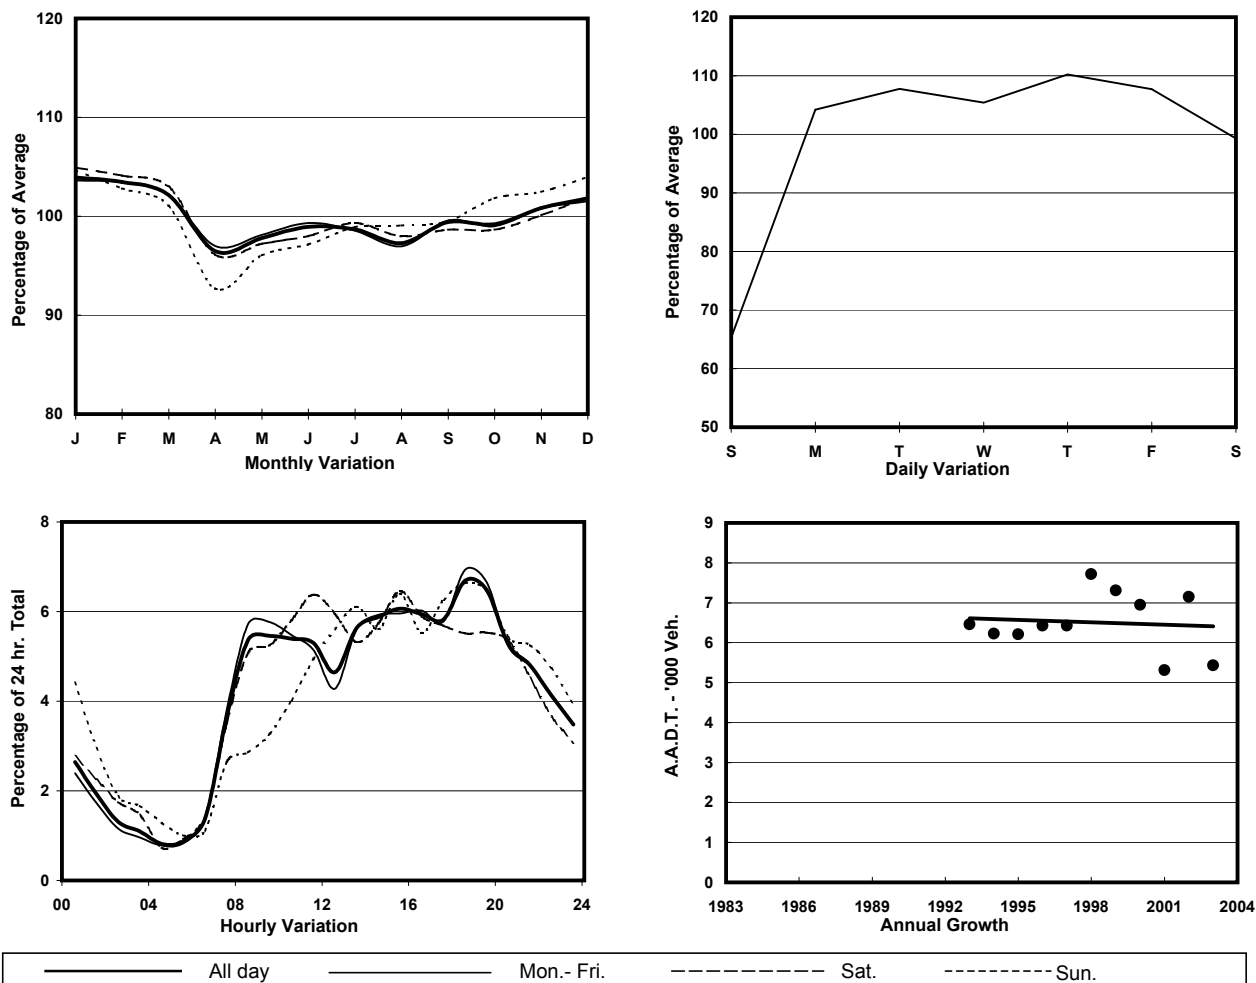 120
110
100
90
80
Percentage of Average
J F M A M J J A S O N D
Monthly Variation
120
110
100
90
80
70
60
50
Percentage of Average
S M T W T F S
Daily Variation
8
6
4
2
0
Percentage of 24 hr. Total
00 04 08 12 16 20 24
Hourly Variation
9
8
7
6
5
4
3
2
1
0
A.A.D.T. - '000 Veh.
1983 1986 1989 1992 1995 1998 2001 2004
Annual Growth
All day Mon.- Fri. Sat. Sun.